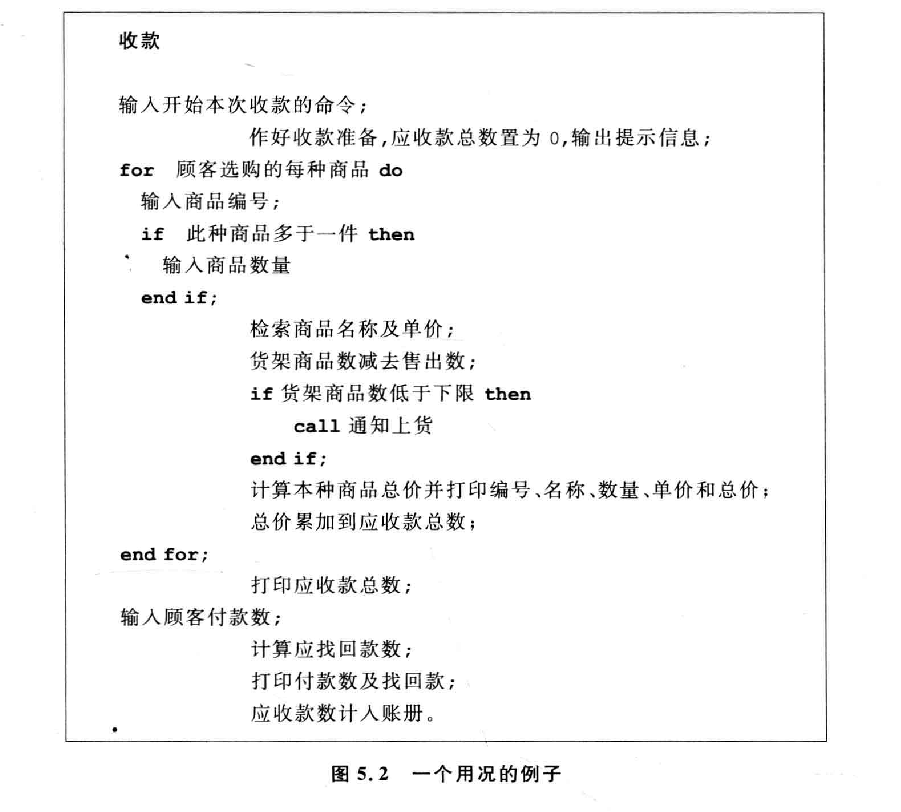 收款
输入开始本次收款的命令;
作好收款准备,应收款总数置为 0,输出提示信息;
for 顾客选购的每种商品 do
输入商品编号;
if 此种商品多于一件 then
输入商品数量
end if;
检索商品名称及单价;
货架商品数减去售出数;
if 货架商品数低于下限 then
call 通知上货
end if;
计算本种商品总价并打印编号、名称、数量、单价和总价;
总价累加到应收款总数;
end for;
打印应收款总数;
输入顾客付款数;
计算应找回款数;
打印付款数及找回款;
应收款数计入账册。
图 5.2 一个用况的例子